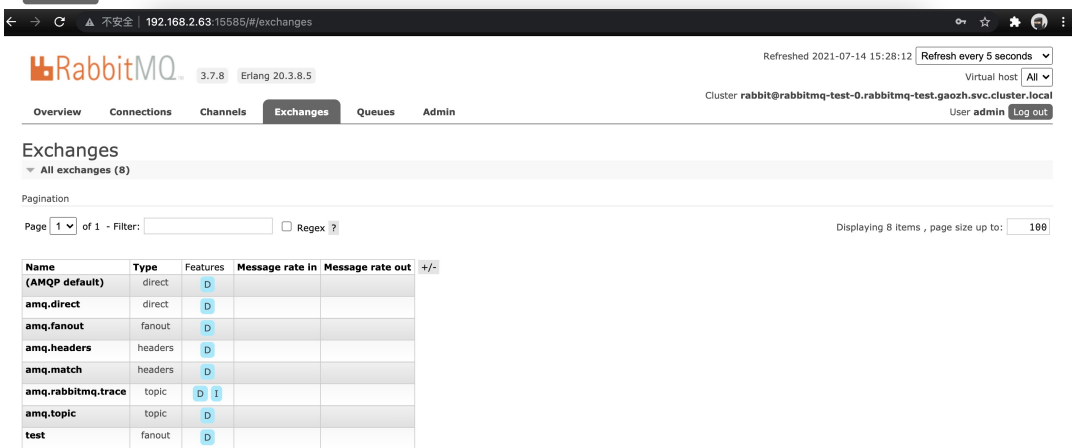 不安全 | 192.168.2.63:15585/#/exchanges
RabbitMQ 3.7.8 Erlang 20.3.8.5
Refreshed 2021-07-14 15:28:12 Refresh every 5 seconds
Virtual host All
Cluster rabbit@rabbitmq-test-0.rabbitmq-test.gaozh.svc.cluster.local
User admin Log out
Overview Connections Channels Exchanges Queues Admin
Exchanges
All exchanges (8)
Pagination
Page 1 of 1 - Filter: Regex ? Displaying 8 items , page size up to: 100
Name Type Features Message rate in Message rate out +/-
(AMQP default) direct D
amq.direct direct D
amq.fanout fanout D
amq.headers headers D
amq.match headers D
amq.rabbitmq.trace topic D I
amq.topic topic D
test fanout D